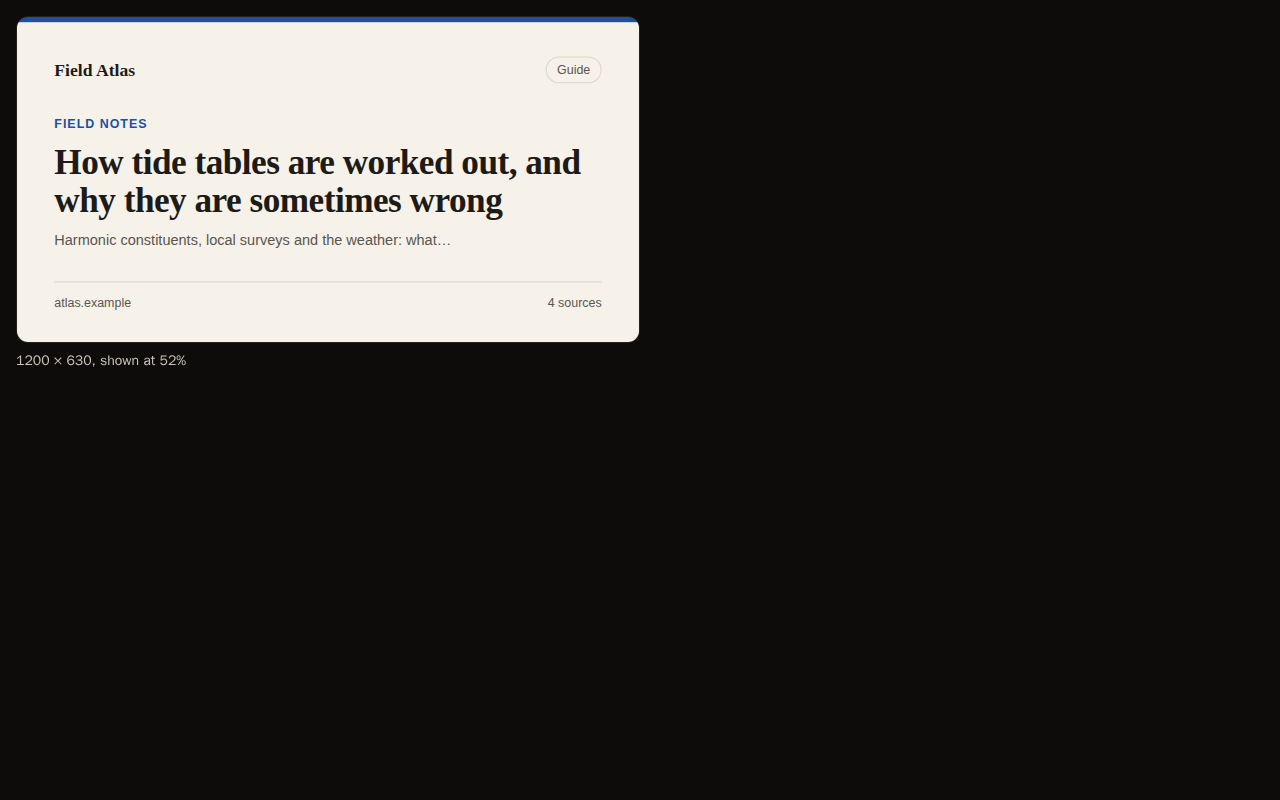 Field Atlas
Guide
FIELD NOTES
How tide tables are worked out, and
why they are sometimes wrong
Harmonic constituents, local surveys and the weather: what…
atlas.example
4 sources
1200 × 630, shown at 52%